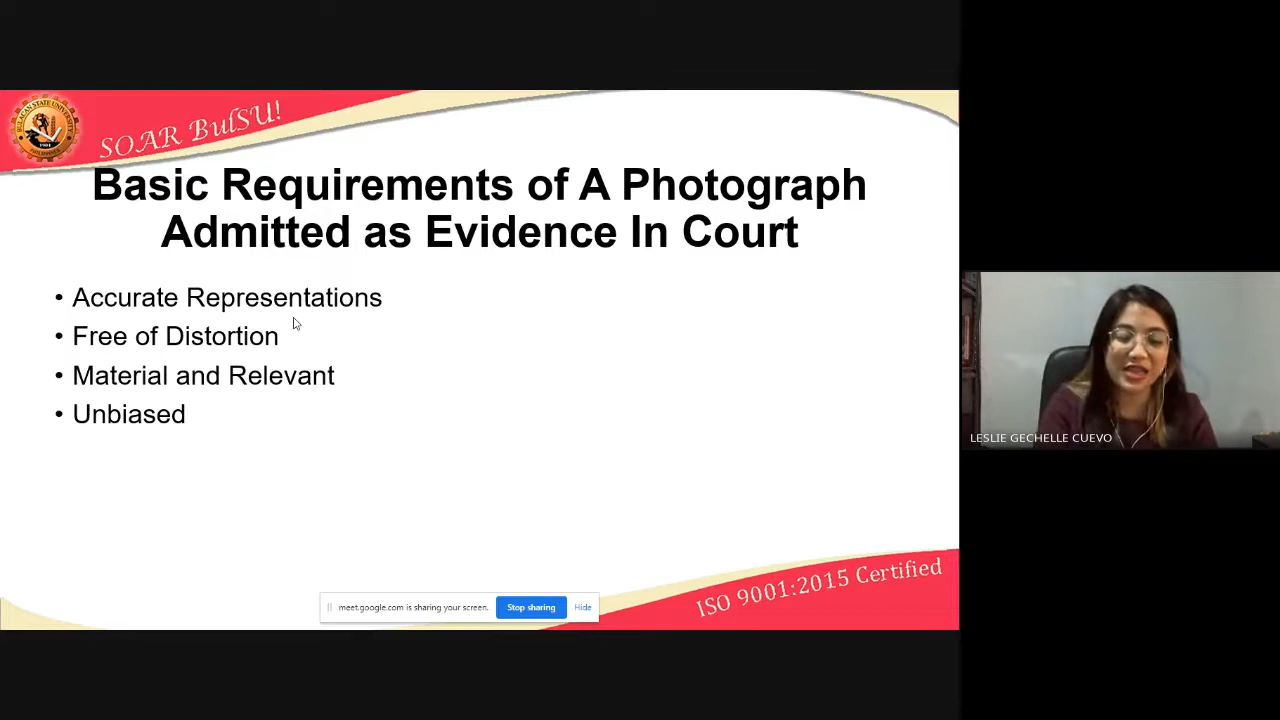 SOAR BulSU!
Basic Requirements of A Photograph
Admitted as Evidence In Court
• Accurate Representations
• Free of Distortion
• Material and Relevant
• Unbiased
LESLIE GECHELLE CUEVO
ISO 9001:2015 Certified
meet.google.com is sharing your screen. Stop sharing Hide